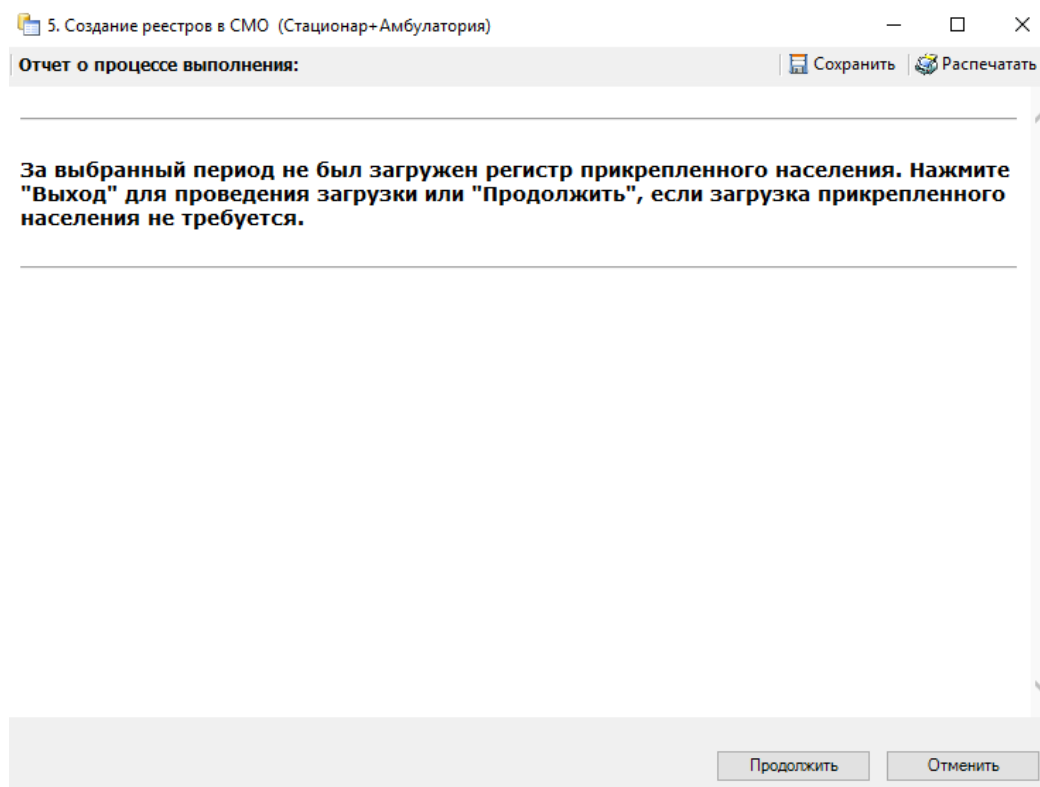 5. Создание реестров в СМО (Стационар+Амбулатория)
Отчет о процессе выполнения:
Сохранить
Распечатать
За выбранный период не был загружен регистр прикрепленного населения. Нажмите
"Выход" для проведения загрузки или "Продолжить", если загрузка прикрепленного
населения не требуется.
Продолжить
Отменить